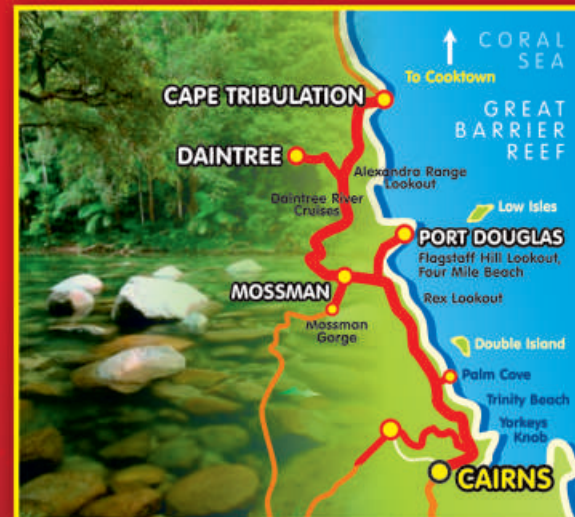 CORAL
SEA
To Cooktown
CAPE TRIBULATION
GREAT
BARRIER
REEF
DAINTREE
Alexandra Range
Lookout
Daintree River
Cruises
Low Isles
PORT DOUGLAS
Flagstaff Hill Lookout,
Four Mile Beach
MOSSMAN
Rex Lookout
Mossman
Gorge
Double Island
Palm Cove
Trinity Beach
Yorkeys
Knob
CAIRNS